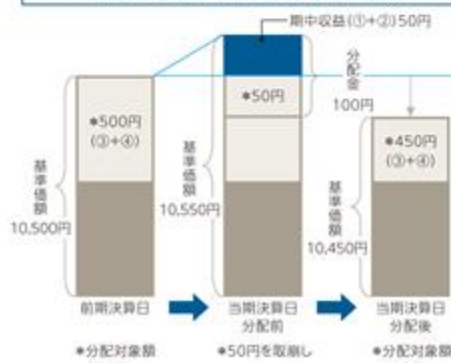 期中収益(①+②)50円
*50円
分配金
100円
*500円
(③+④)
*450円
(③+④)
基準価額
10,500円
基準価額
10,550円
基準価額
10,450円
前期決算日
当期決算日
分配前
当期決算日
分配後
*分配対象額
*50円を取崩し
*分配対象額